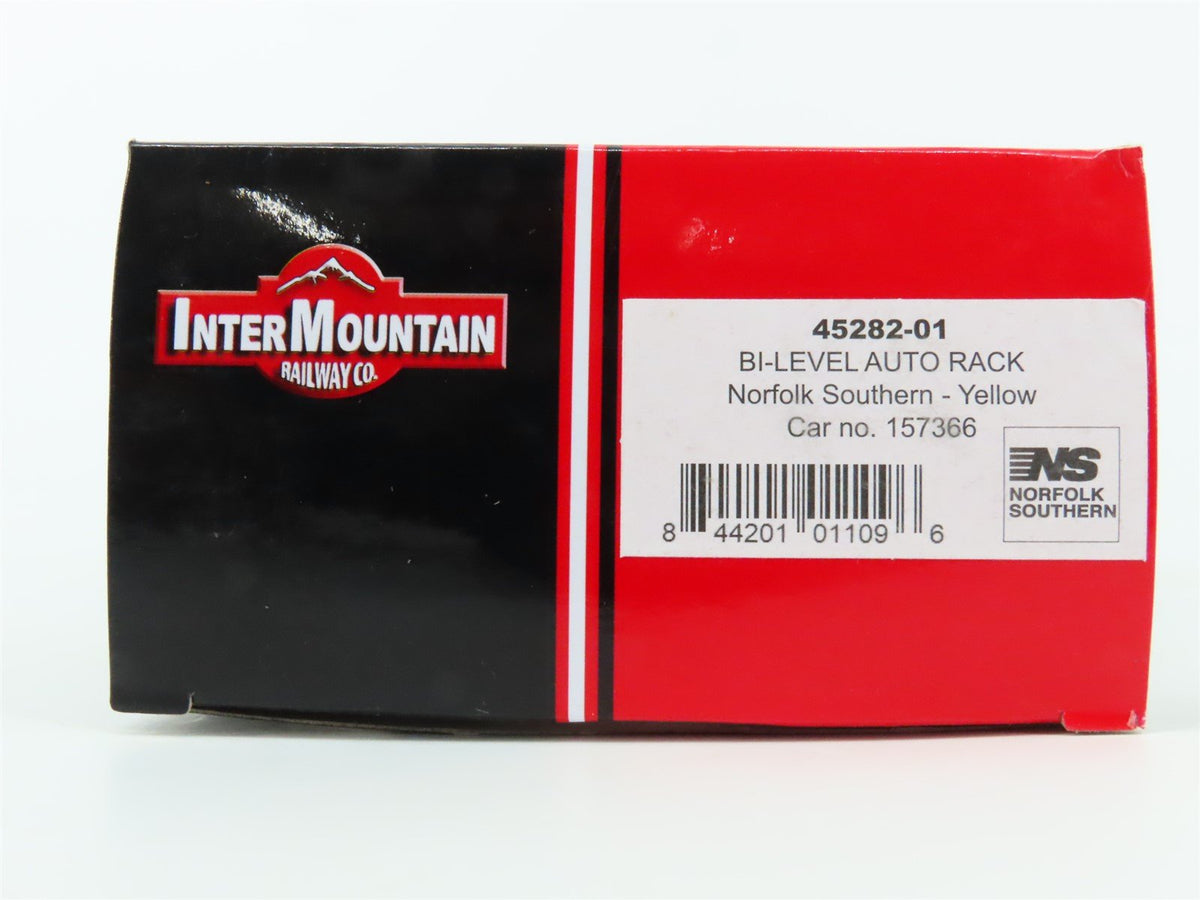 INTERMOUNTAIN
RAILWAY CO.
45282-01
BI-LEVEL AUTO RACK
Norfolk Southern - Yellow
Car no. 157366
NS
NORFOLK
SOUTHERN
8 44201 01109 6